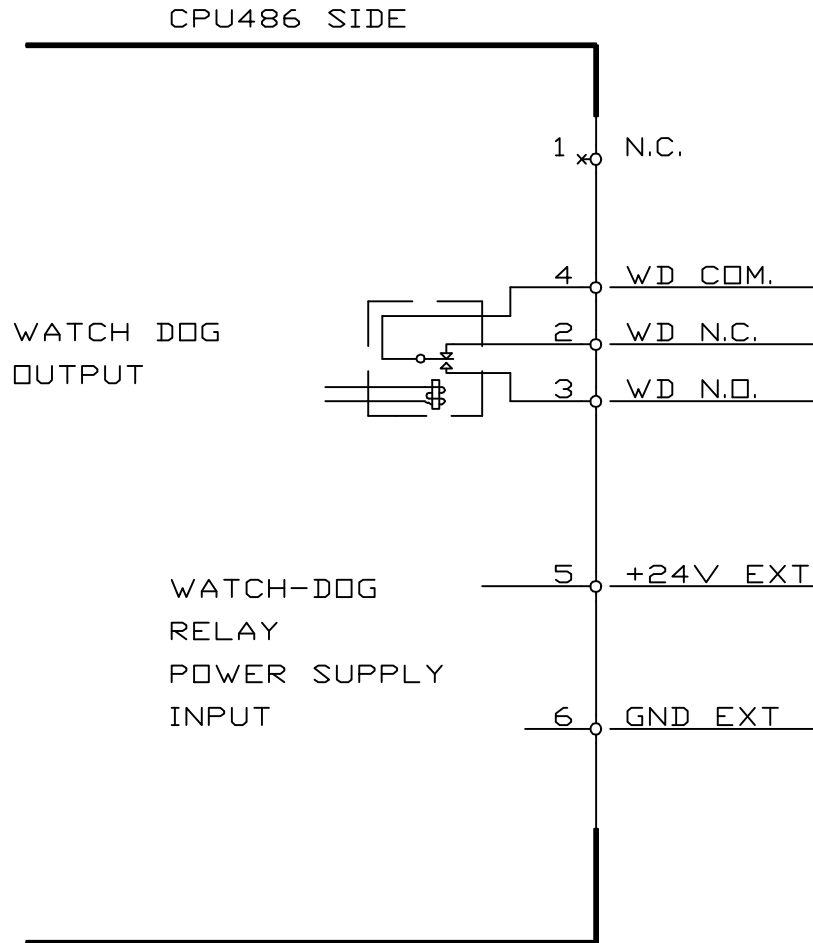 CPU486 SIDE
1 N.C.
4 WD COM.
WATCH DOG
OUTPUT
2 WD N.C.
3 WD N.O.
5 +24V EXT
WATCH-DOG
RELAY
POWER SUPPLY
INPUT
6 GND EXT